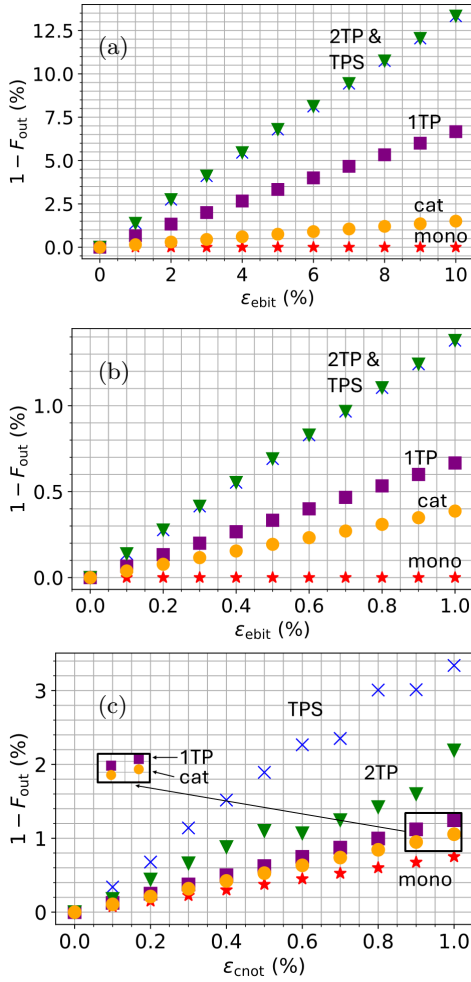 12.5
10.0
7.5
5.0
2.5
0.0
1 − F_out (%)
(a)
2TP &
TPS
1TP
cat
mono
0 2 4 6 8 10
ε_ebit (%)
1.0
0.5
0.0
1 − F_out (%)
(b)
2TP &
TPS
1TP
cat
mono
0.0 0.2 0.4 0.6 0.8 1.0
ε_ebit (%)
3
2
1
0
1 − F_out (%)
(c)
TPS
1TP
cat
2TP
mono
0.0 0.2 0.4 0.6 0.8 1.0
ε_cnot (%)